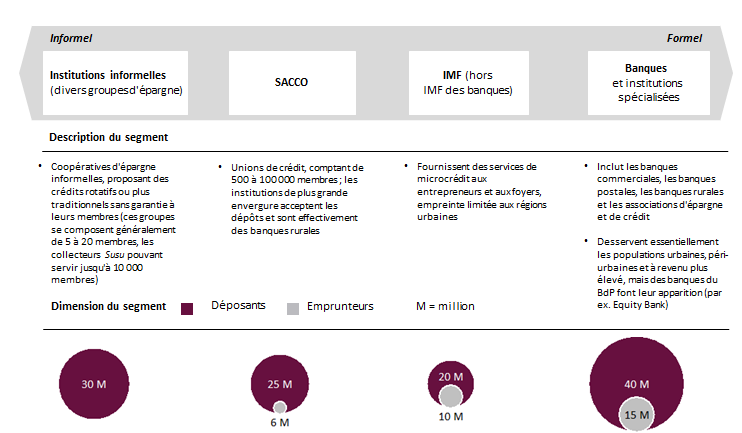 Informel
Formel
Institutions informelles
(divers groupes d'épargne)
SACCO
IMF (hors
IMF des banques)
Banques
et institutions
spécialisées
Description du segment
• Coopératives d'épargne
informelles, proposant des
crédits rotatifs ou plus
traditionnels sans garantie à
leurs membres (ces groupes
se composent généralement
de 5 à 20 membres, les
collecteurs Susu pouvant
servir jusqu'à 10 000
membres)
• Unions de crédit, comptant de
500 à 100 000 membres ; les
institutions de plus grande
envergure acceptent les
dépôts et sont effectivement
des banques rurales
• Fournissent des services de
microcrédit aux
entrepreneurs et aux foyers,
empreinte limitée aux régions
urbaines
• Inclut les banques
commerciales, les banques
postales, les banques rurales
et les associations d'épargne
et de crédit
• Desservent essentiellement
les populations urbaines, péri-
urbaines et à revenu plus
élevé, mais des banques du
BdP font leur apparition (par
ex. Equity Bank)
Dimension du segment
Déposants
Emprunteurs
M = million
30 M
25 M
6 M
20 M
10 M
40 M
15 M